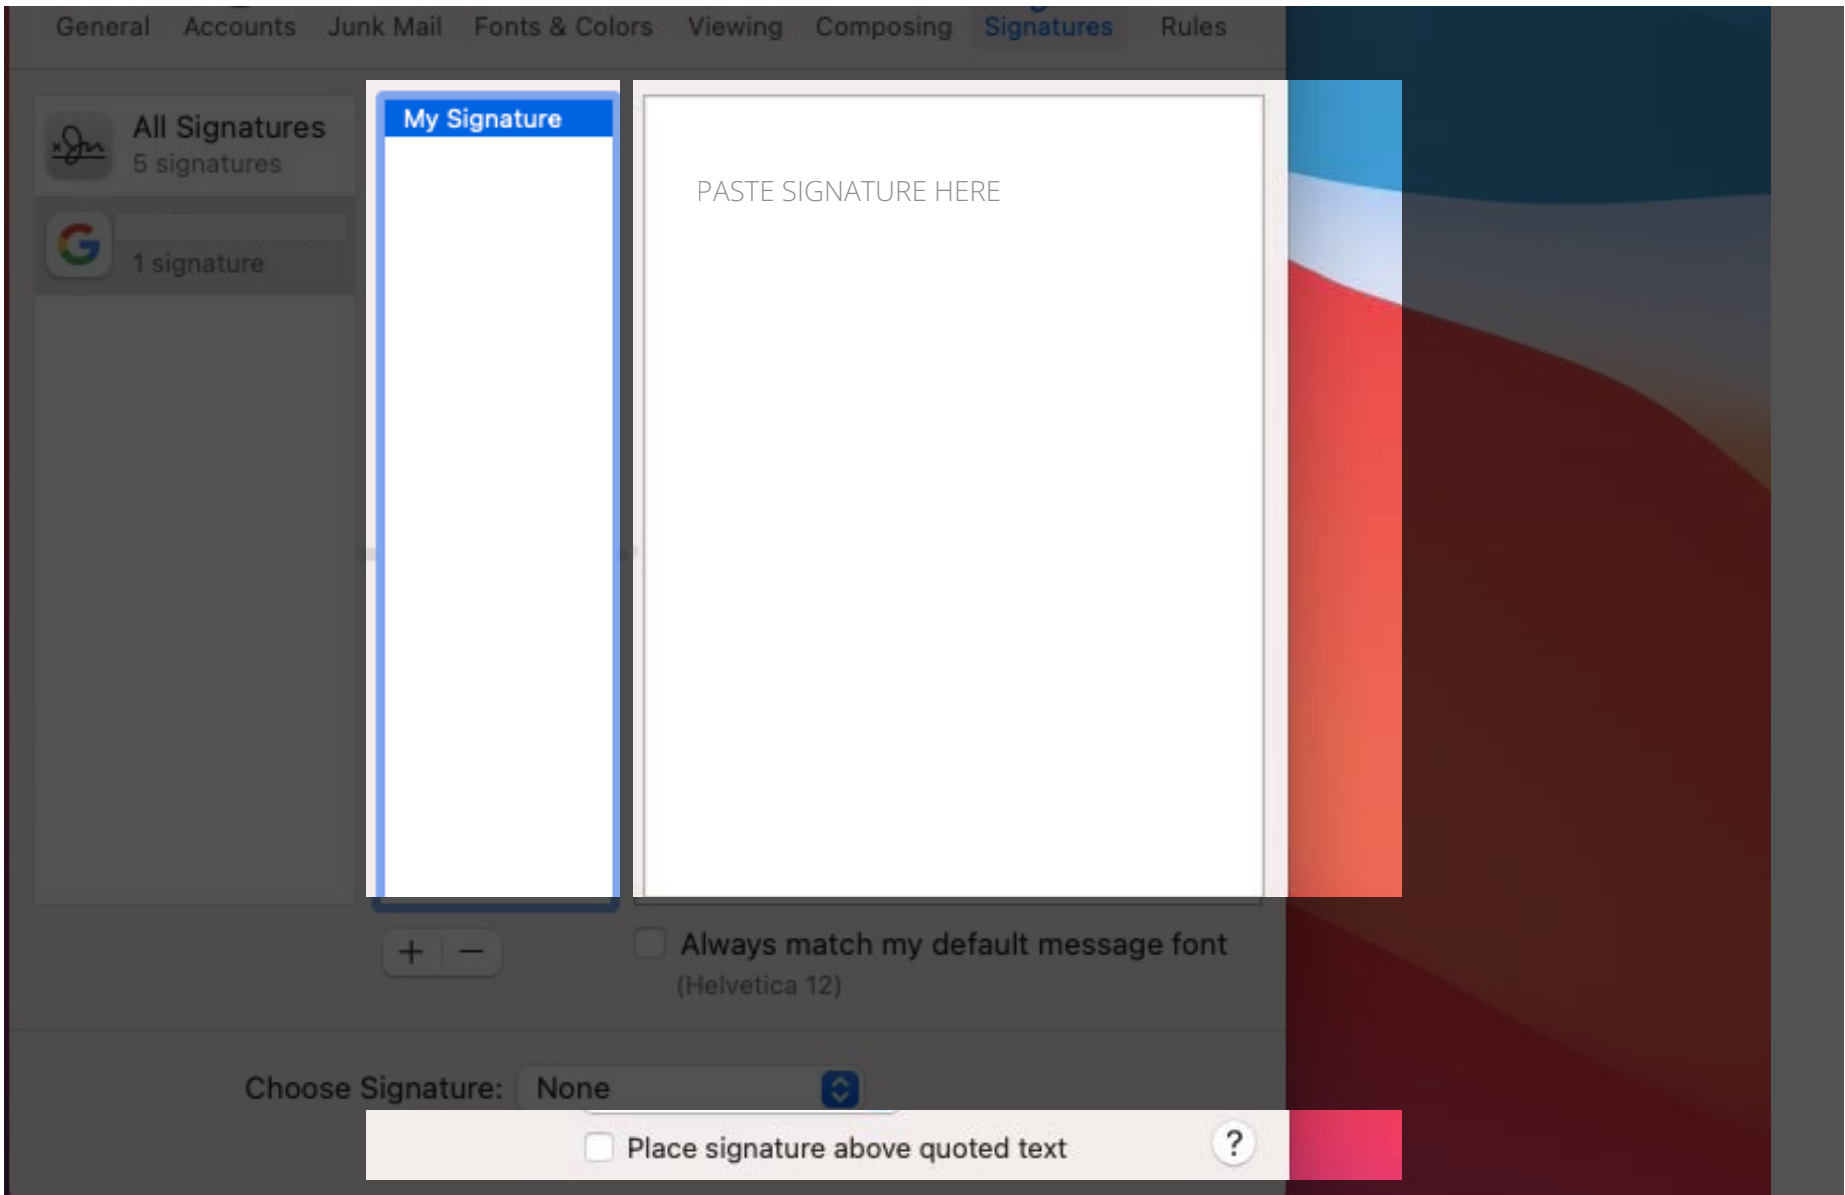 General Accounts Junk Mail Fonts & Colors Viewing Composing Signatures Rules
All Signatures
5 signatures
1 signature
My Signature
PASTE SIGNATURE HERE
+ −
Always match my default message font
(Helvetica 12)
Choose Signature: None
Place signature above quoted text
?